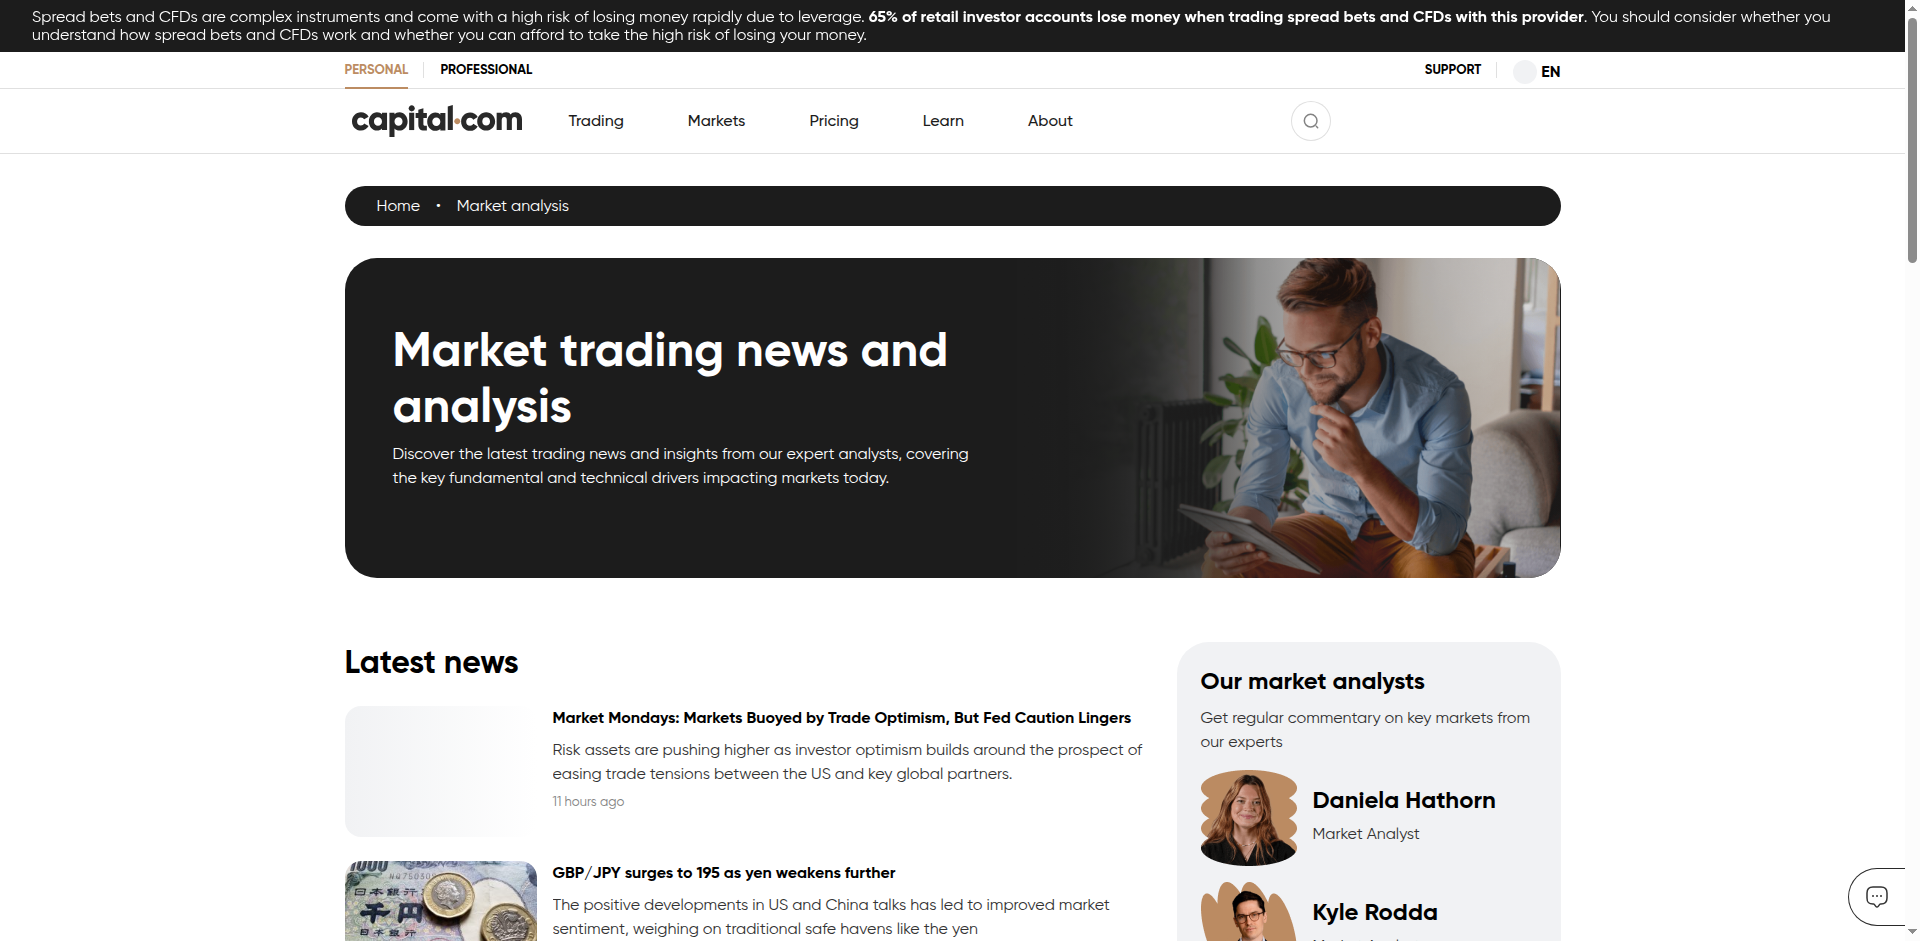 Spread bets and CFDs are complex instruments and come with a high risk of losing money rapidly due to leverage. 65% of retail investor accounts lose money when trading spread bets and CFDs with this provider. You should consider whether you
understand how spread bets and CFDs work and whether you can afford to take the high risk of losing your money.
PERSONAL PROFESSIONAL SUPPORT EN
capital.com Trading Markets Pricing Learn About
Home • Market analysis
Market trading news and
analysis
Discover the latest trading news and insights from our expert analysts, covering
the key fundamental and technical drivers impacting markets today.
Latest news
Market Mondays: Markets Buoyed by Trade Optimism, But Fed Caution Lingers
Risk assets are pushing higher as investor optimism builds around the prospect of
easing trade tensions between the US and key global partners.
11 hours ago
GBP/JPY surges to 195 as yen weakens further
The positive developments in US and China talks has led to improved market
sentiment, weighing on traditional safe havens like the yen
Our market analysts
Get regular commentary on key markets from
our experts
Daniela Hathorn
Market Analyst
Kyle Rodda